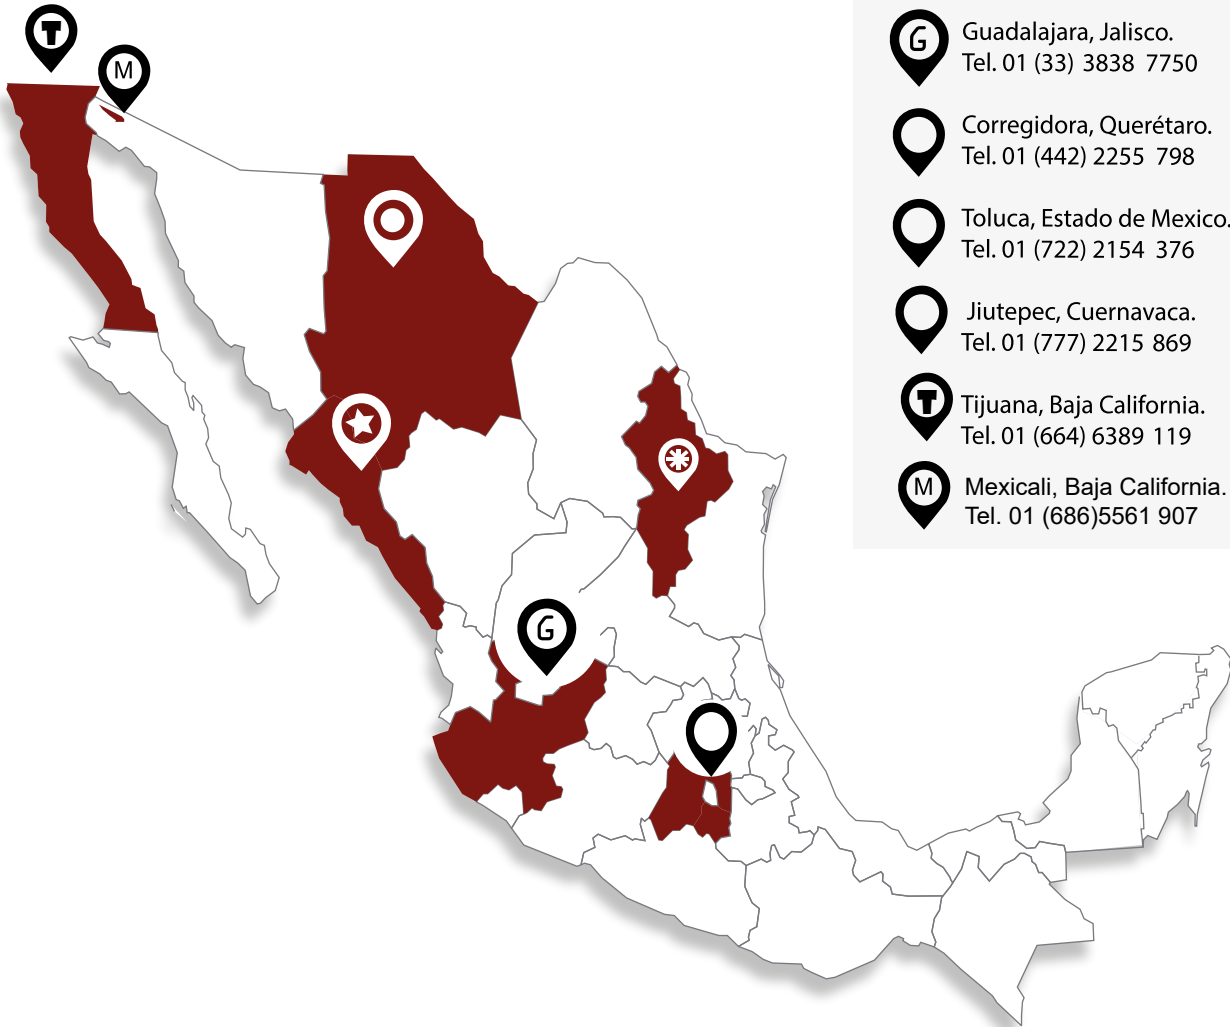 T
M
G
G
Guadalajara, Jalisco.
Tel. 01 (33) 3838 7750
Corregidora, Querétaro.
Tel. 01 (442) 2255 798
Toluca, Estado de Mexico.
Tel. 01 (722) 2154 376
Jiutepec, Cuernavaca.
Tel. 01 (777) 2215 869
T
Tijuana, Baja California.
Tel. 01 (664) 6389 119
M
Mexicali, Baja California.
Tel. 01 (686)5561 907